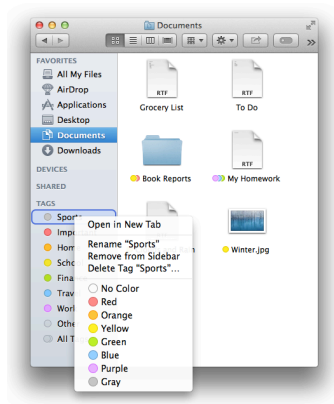 Documents
FAVORITES
All My Files
AirDrop
Applications
Desktop
Documents
Downloads
DEVICES
SHARED
TAGS
Sports
Home
All T
RTF
Grocery List
RTF
To Do
Book Reports
RTF
My Homework
Winter.jpg
Open in New Tab
Rename "Sports"
Remove from Sidebar
Delete Tag "Sports"...
No Color
Red
Orange
Yellow
Green
Blue
Purple
Gray